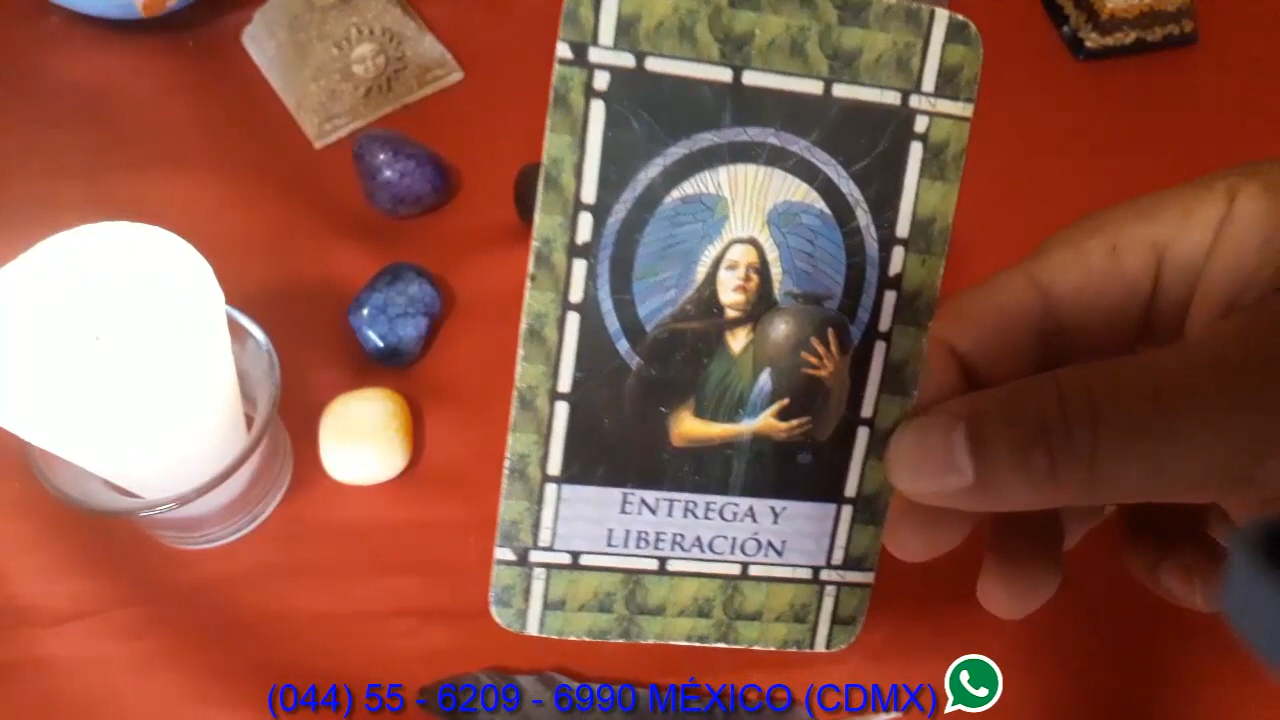 ENTREGA Y
LIBERACIÓN
(044) 55 - 6209 - 6990 MÉXICO (CDMX)